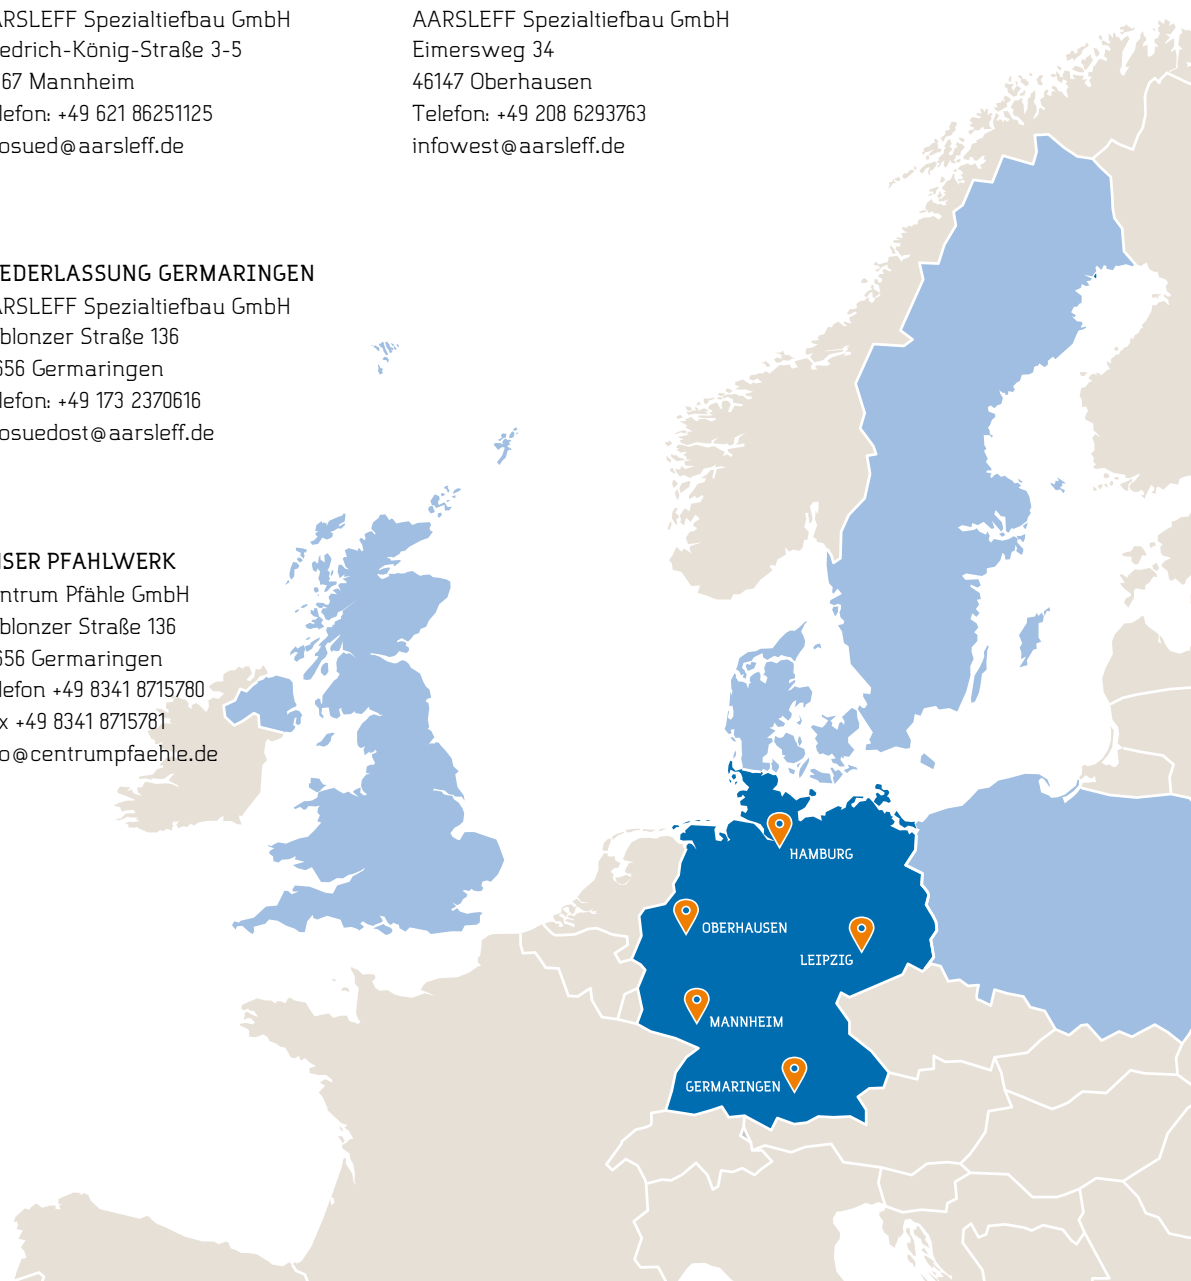 ARSLEFF Spezialtiefbau GmbH
edrich-König-Straße 3-5
67 Mannheim
lefon: +49 621 86251125
osued@aarsleff.de
AARSLEFF Spezialtiefbau GmbH
Eimersweg 34
46147 Oberhausen
Telefon: +49 208 6293763
infowest@aarsleff.de
EDERLASSUNG GERMARINGEN
ARSLEFF Spezialtiefbau GmbH
blonzer Straße 136
656 Germaringen
lefon: +49 173 2370616
osuedost@aarsleff.de
SER PFAHLWERK
ntrum Pfähle GmbH
blonzer Straße 136
656 Germaringen
lefon +49 8341 8715780
x +49 8341 8715781
o@centrumpfaehle.de
HAMBURG
OBERHAUSEN
LEIPZIG
MANNHEIM
GERMARINGEN